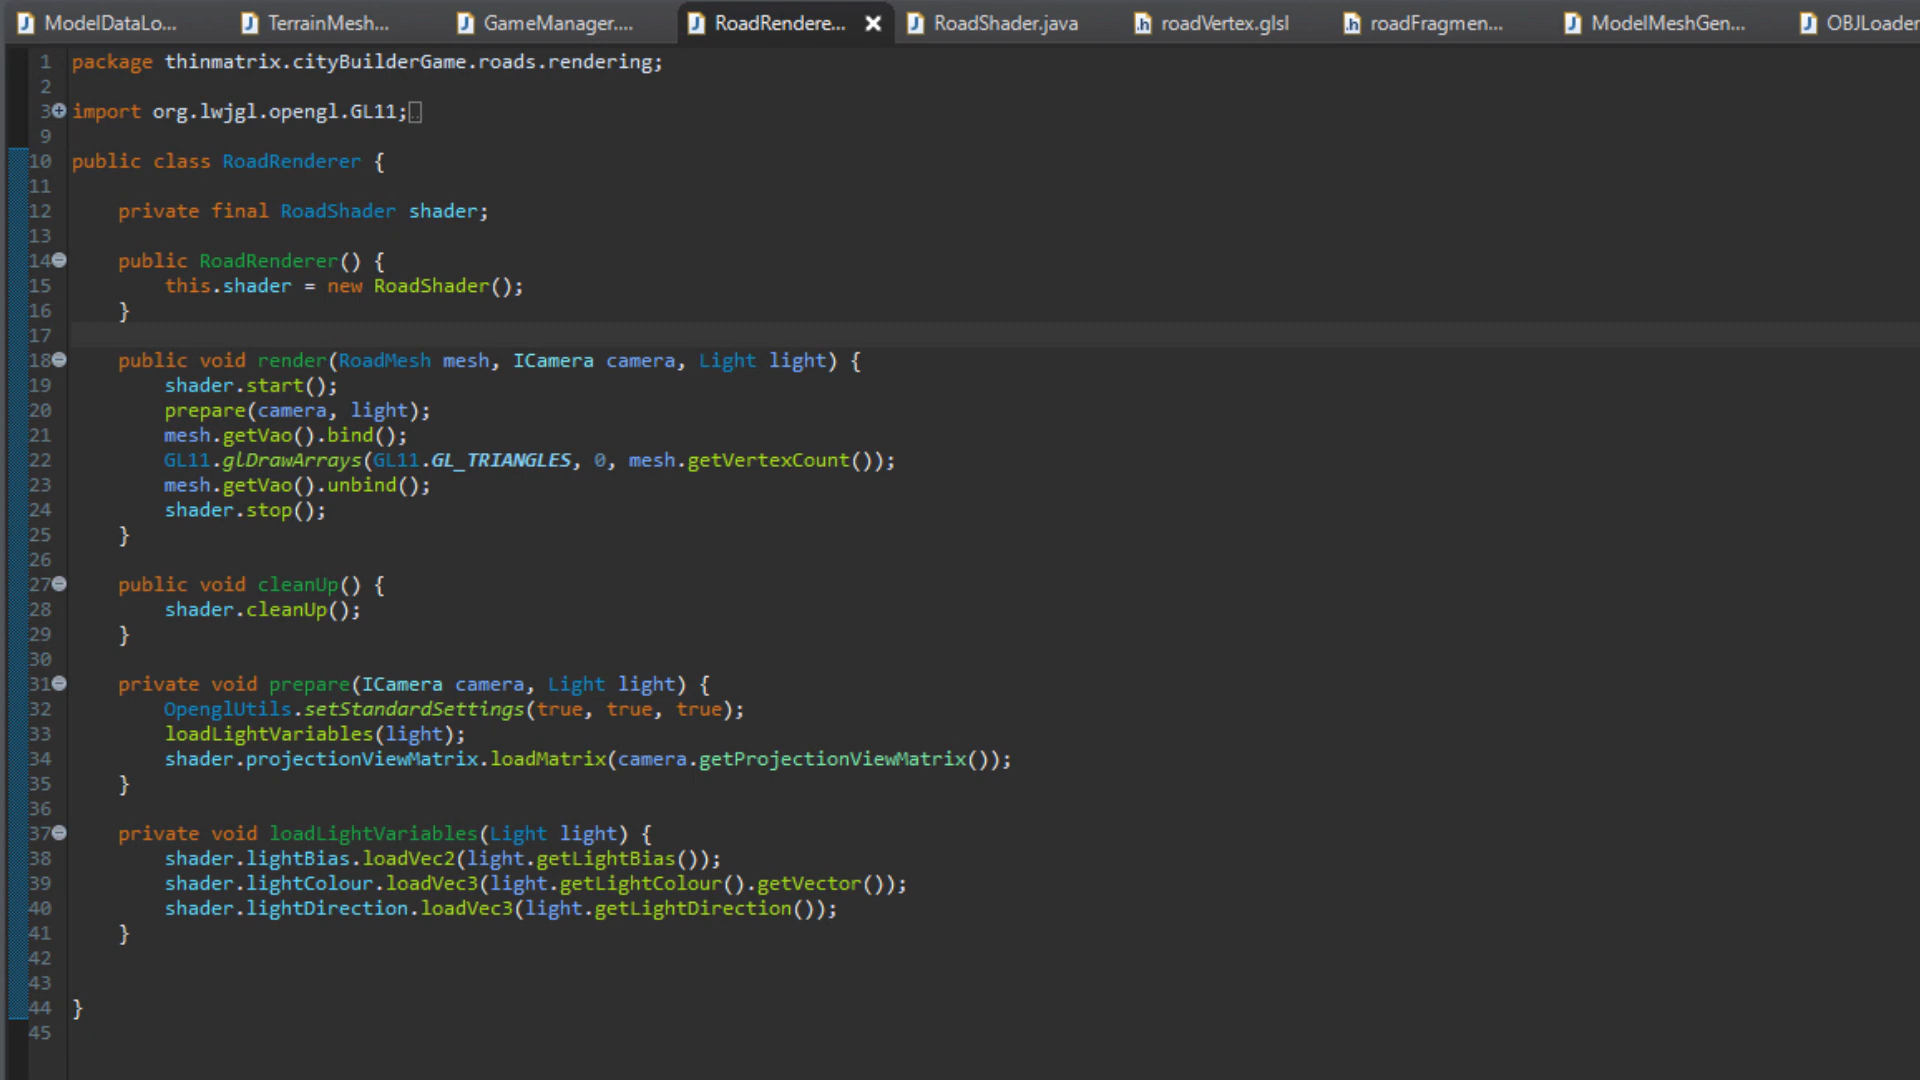 ModelDataLo... TerrainMesh... GameManager.... RoadRendere... RoadShader.java roadVertex.glsl roadFragmen... ModelMeshGen... OBJLoader
1 package thinmatrix.cityBuilderGame.roads.rendering;
2
3 import org.lwjgl.opengl.GL11;
9
10 public class RoadRenderer {
11
12 private final RoadShader shader;
13
14 public RoadRenderer() {
15 this.shader = new RoadShader();
16 }
17
18 public void render(RoadMesh mesh, ICamera camera, Light light) {
19 shader.start();
20 prepare(camera, light);
21 mesh.getVao().bind();
22 GL11.glDrawArrays(GL11.GL_TRIANGLES, 0, mesh.getVertexCount());
23 mesh.getVao().unbind();
24 shader.stop();
25 }
26
27 public void cleanUp() {
28 shader.cleanUp();
29 }
30
31 private void prepare(ICamera camera, Light light) {
32 OpenglUtils.setStandardSettings(true, true, true);
33 loadLightVariables(light);
34 shader.projectionViewMatrix.loadMatrix(camera.getProjectionViewMatrix());
35 }
36
37 private void loadLightVariables(Light light) {
38 shader.lightBias.loadVec2(light.getLightBias());
39 shader.lightColour.loadVec3(light.getLightColour().getVector());
40 shader.lightDirection.loadVec3(light.getLightDirection());
41 }
42
43
44 }
45